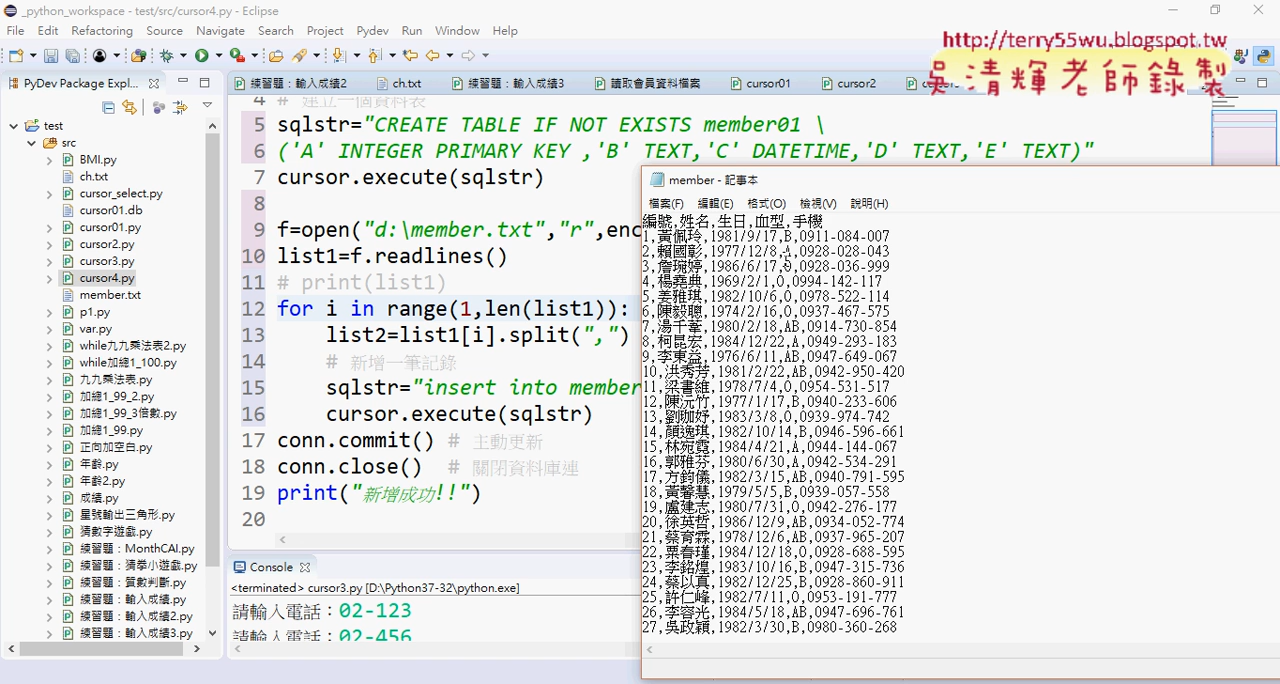 _python_workspace - test/src/cursor4.py - Eclipse
File Edit Refactoring Source Navigate Search Project Pydev Run Window Help
http://terry55wu.blogspot.tw
吳清輝老師錄製
PyDev Package Expl...
練習題：輸入成績2 ch.txt 練習題：輸入成績3 讀取會員資料檔案 cursor01 cursor2
test
src
BMI.py
ch.txt
cursor_select.py
cursor01.db
cursor01.py
cursor2.py
cursor3.py
cursor4.py
member.txt
p1.py
var.py
while九九乘法表2.py
while加總1_100.py
九九乘法表.py
加總1_99_2.py
加總1_99_3倍數.py
加總1_99.py
正向加空白.py
年齡.py
年齡2.py
成績.py
星號輸出三角形.py
猜數字遊戲.py
練習題：MonthCAl.py
練習題：猜拳小遊戲.py
練習題：質數判斷.py
練習題：輸入成績.py
練習題：輸入成績2.py
練習題：輸入成績3.py
4 # 建立一個資料表
5 sqlstr="CREATE TABLE IF NOT EXISTS member01 \
6 ('A' INTEGER PRIMARY KEY ,'B' TEXT,'C' DATETIME,'D' TEXT,'E' TEXT)"
7 cursor.execute(sqlstr)
8
9 f=open("d:\member.txt","r",enc
10 list1=f.readlines()
11 # print(list1)
12 for i in range(1,len(list1)):
13 list2=list1[i].split(",")
14 # 新增一筆記錄
15 sqlstr="insert into member
16 cursor.execute(sqlstr)
17 conn.commit() # 主動更新
18 conn.close() # 關閉資料庫連
19 print("新增成功!!")
20
Console
<terminated> cursor3.py [D:\Python37-32\python.exe]
請輸入電話：02-123
請輸入電話：02-456
member - 記事本
檔案(F) 編輯(E) 格式(O) 檢視(V) 說明(H)
編號,姓名,生日,血型,手機
1,黃佩玲,1981/9/17,B,0911-084-007
2,賴國彰,1977/12/8,A,0928-028-043
3,詹琬婷,1986/6/17,O,0928-036-999
4,楊堯典,1969/2/1,O,0994-142-117
5,姜雅琪,1982/10/6,O,0978-522-114
6,陳毅聰,1974/2/16,O,0937-467-575
7,湯千葦,1980/2/18,AB,0914-730-854
8,柯昆宏,1984/12/22,A,0949-293-183
9,李東益,1976/6/11,AB,0947-649-067
10,洪秀芳,1981/2/22,AB,0942-950-420
11,梁書維,1978/7/4,O,0954-531-517
12,陳沅竹,1977/1/17,B,0940-233-606
13,劉珈妤,1983/3/8,O,0939-974-742
14,顏逸琪,1982/10/14,B,0946-596-661
15,林宛霞,1984/4/21,A,0944-144-067
16,郭雅芬,1980/6/30,A,0942-534-291
17,方鈞儀,1982/3/15,AB,0940-791-595
18,黃馨慧,1979/5/5,B,0939-057-558
19,盧建志,1980/7/31,O,0942-276-177
20,徐英哲,1986/12/9,AB,0934-052-774
21,蔡育霖,1978/12/6,AB,0937-965-207
22,粟春瑾,1984/12/18,O,0928-688-595
23,李銘煌,1983/10/16,B,0947-315-736
24,蔡以真,1982/12/25,B,0928-860-911
25,許仁峰,1982/7/11,O,0953-191-777
26,李容光,1984/5/18,AB,0947-696-761
27,吳政穎,1982/3/30,B,0980-360-268